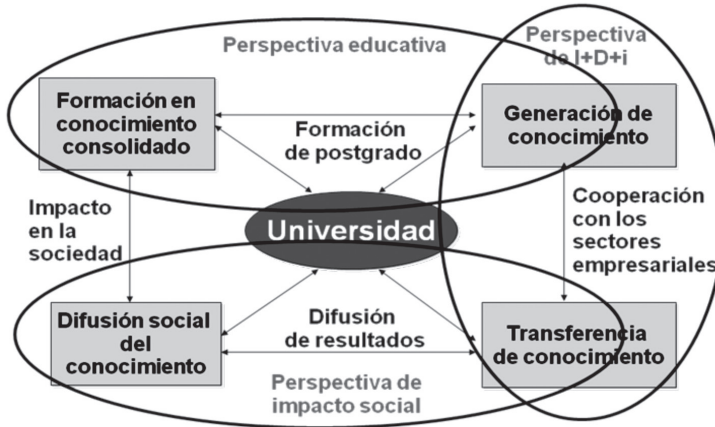 Perspectiva educativa
Perspectiva
de I+D+i
Formación en
conocimiento
consolidado
Formación
de postgrado
Generación de
conocimiento
Impacto
en la
sociedad
Universidad
Cooperación
con los
sectores
empresariales
Difusión social
del
conocimiento
Difusión
de resultados
Transferencia
de conocimiento
Perspectiva de
impacto social